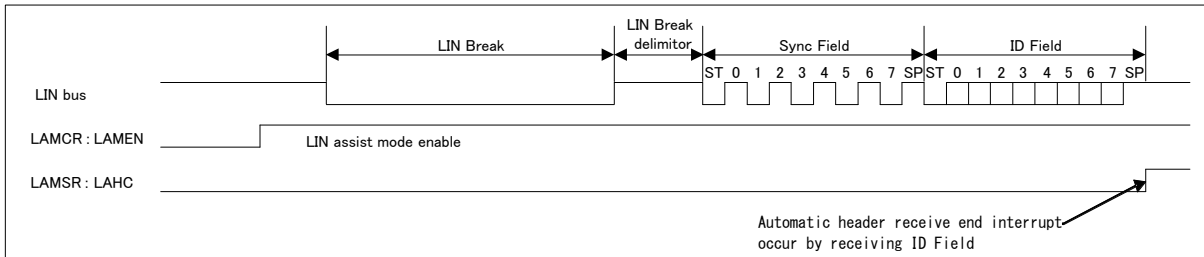 LIN Break
delimitor
LIN Break
Sync Field
ID Field
ST 0 1 2 3 4 5 6 7 SP ST 0 1 2 3 4 5 6 7 SP
LIN bus
LAMCR : LAMEN
LIN assist mode enable
LAMSR : LAHC
Automatic header receive end interrupt
occur by receiving ID Field